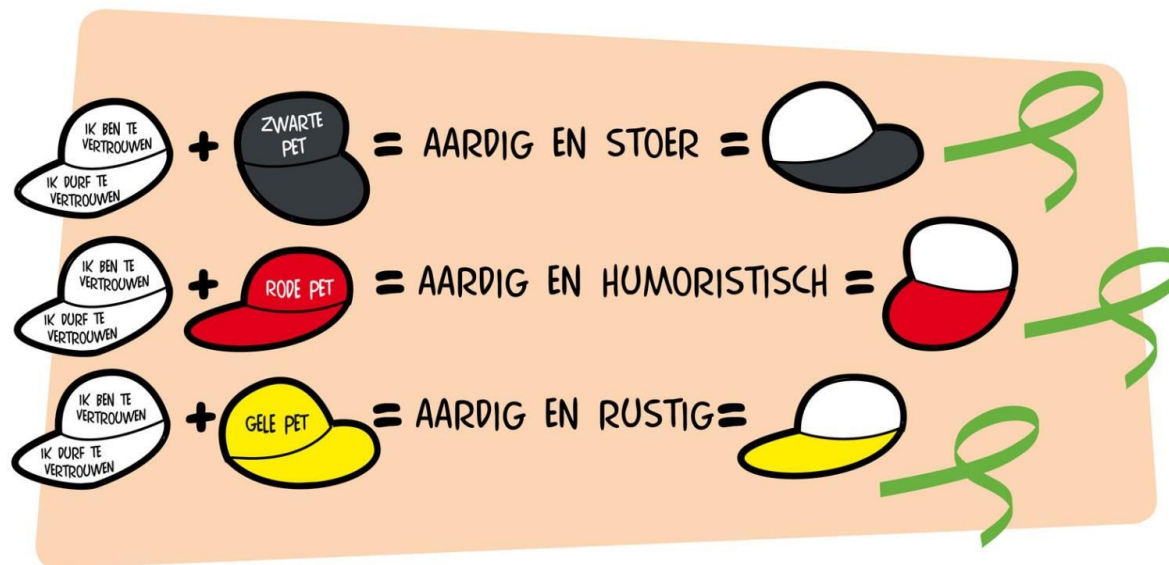 IK BEN TE
VERTROUWEN
IK DURF TE
VERTROUWEN
+
ZWARTE
PET
= AARDIG EN STOER =
IK BEN TE
VERTROUWEN
IK DURF TE
VERTROUWEN
+
RODE PET
= AARDIG EN HUMORISTISCH =
IK BEN TE
VERTROUWEN
IK DURF TE
VERTROUWEN
+
GELE PET
= AARDIG EN RUSTIG=